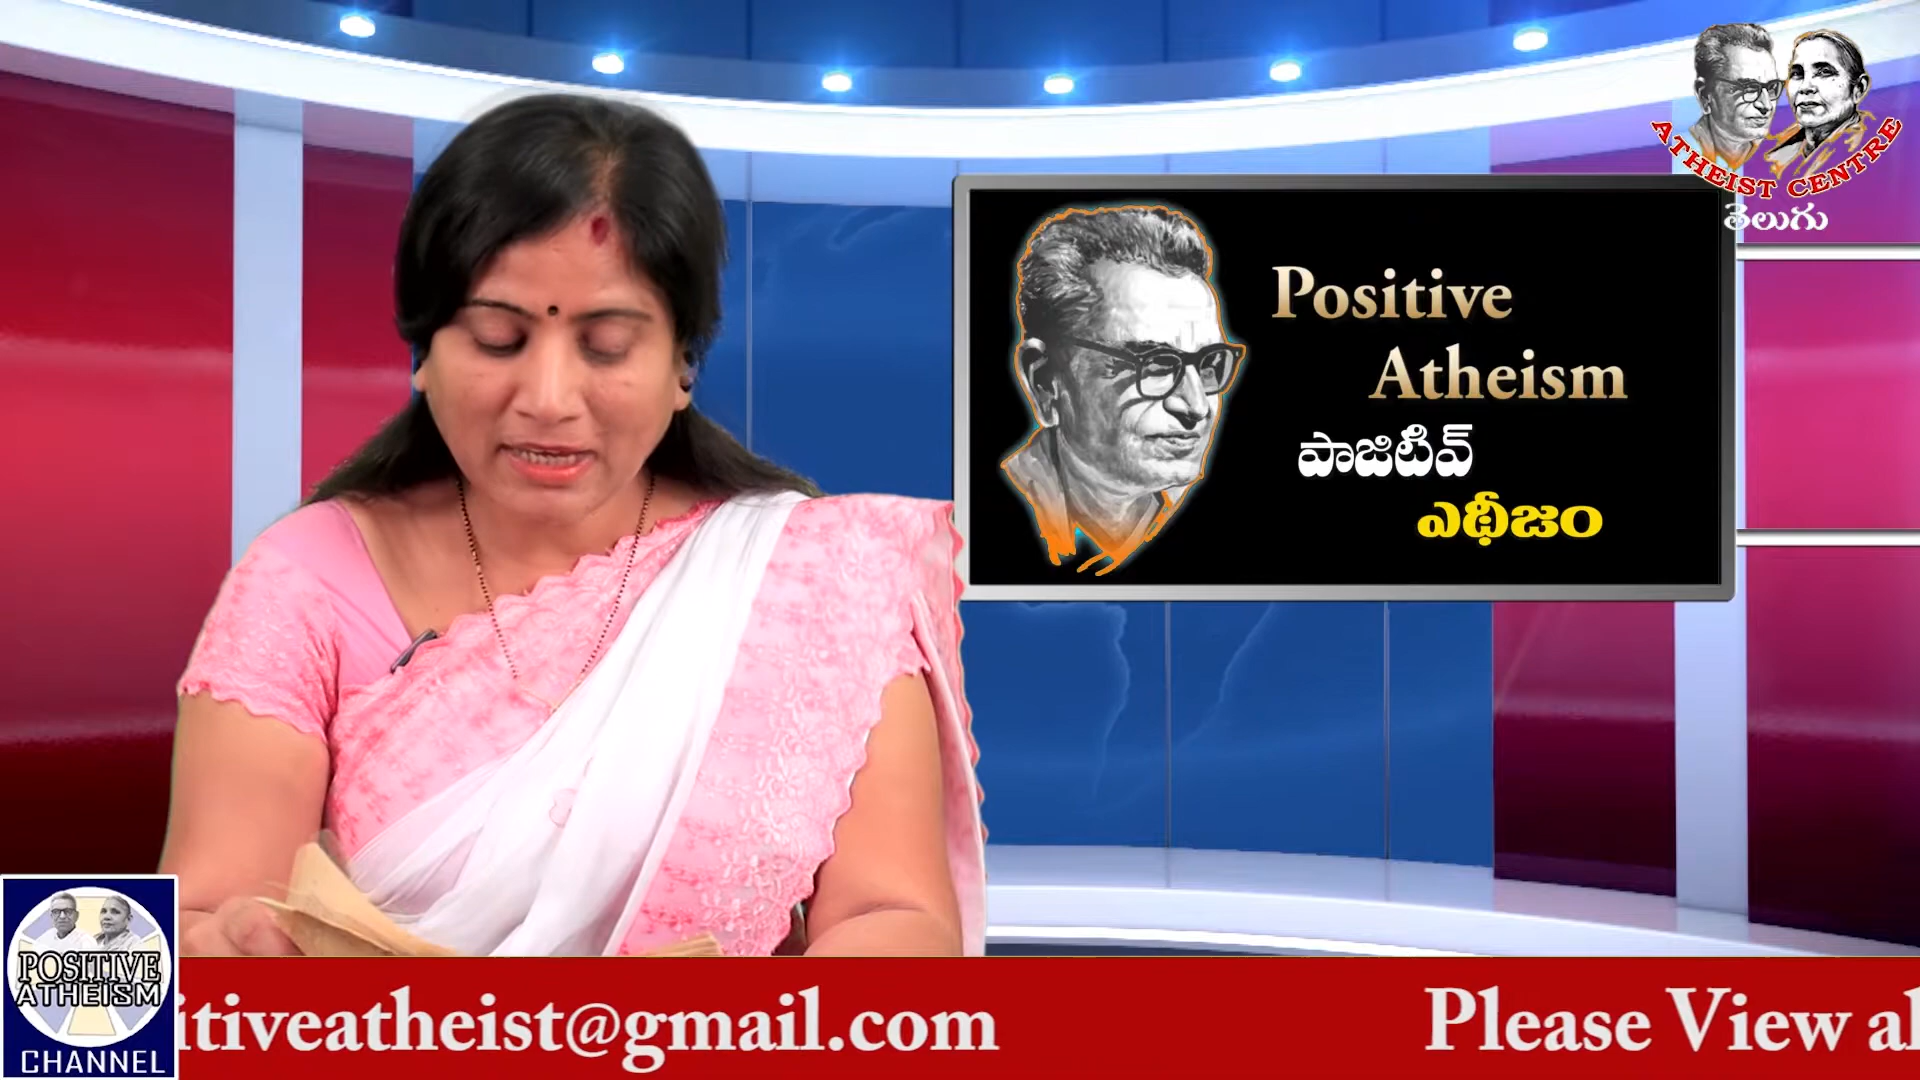 ATHEIST CENTRE
తెలుగు
Positive
Atheism
పాజిటివ్
ఎథీజం
POSITIVE
ATHEISM
CHANNEL
itiveatheist@gmail.com
Please View al